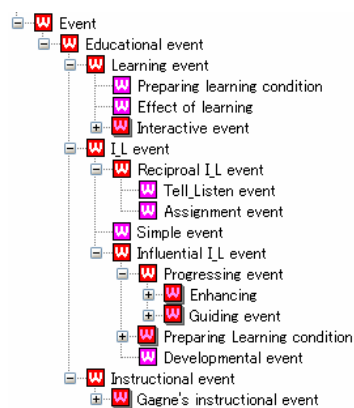 Event
Educational event
Learning event
Preparing learning condition
Effect of learning
Interactive event
I_L event
Reciproal I_L event
Tell_Listen event
Assignment event
Simple event
Influential I_L event
Progressing event
Enhancing
Guiding event
Preparing Learning condition
Developmental event
Instructional event
Gagne's instructional event